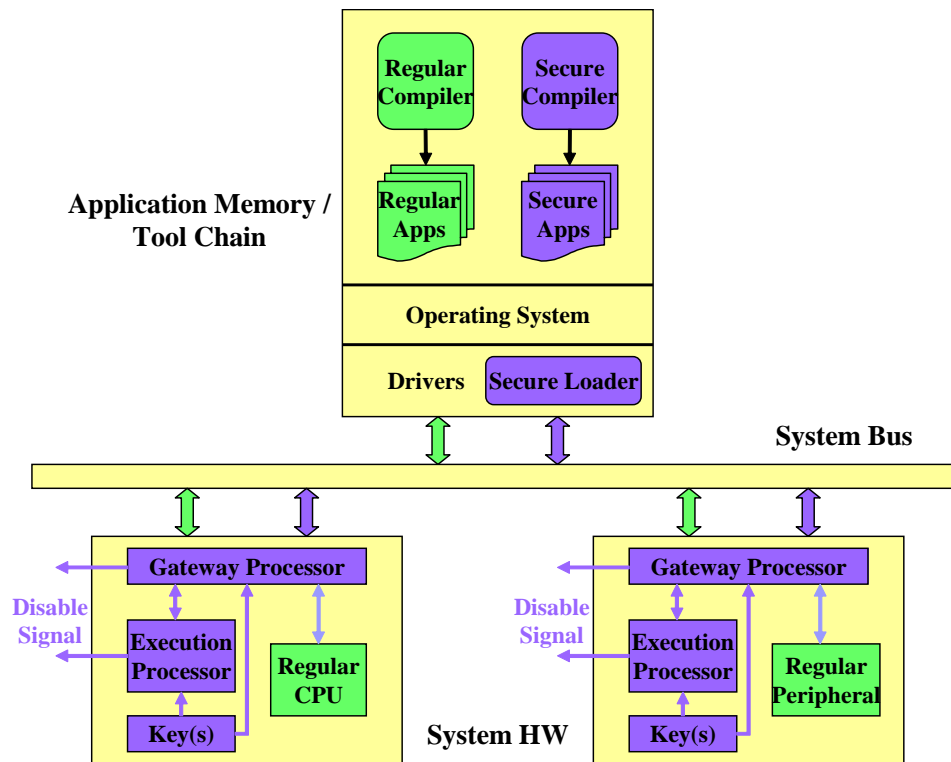 Regular
Compiler
Secure
Compiler
Application Memory /
Tool Chain
Regular
Apps
Secure
Apps
Operating System
Drivers
Secure Loader
System Bus
Gateway Processor
Disable
Signal
Execution
Processor
Regular
CPU
Key(s)
System HW
Gateway Processor
Disable
Signal
Execution
Processor
Regular
Peripheral
Key(s)